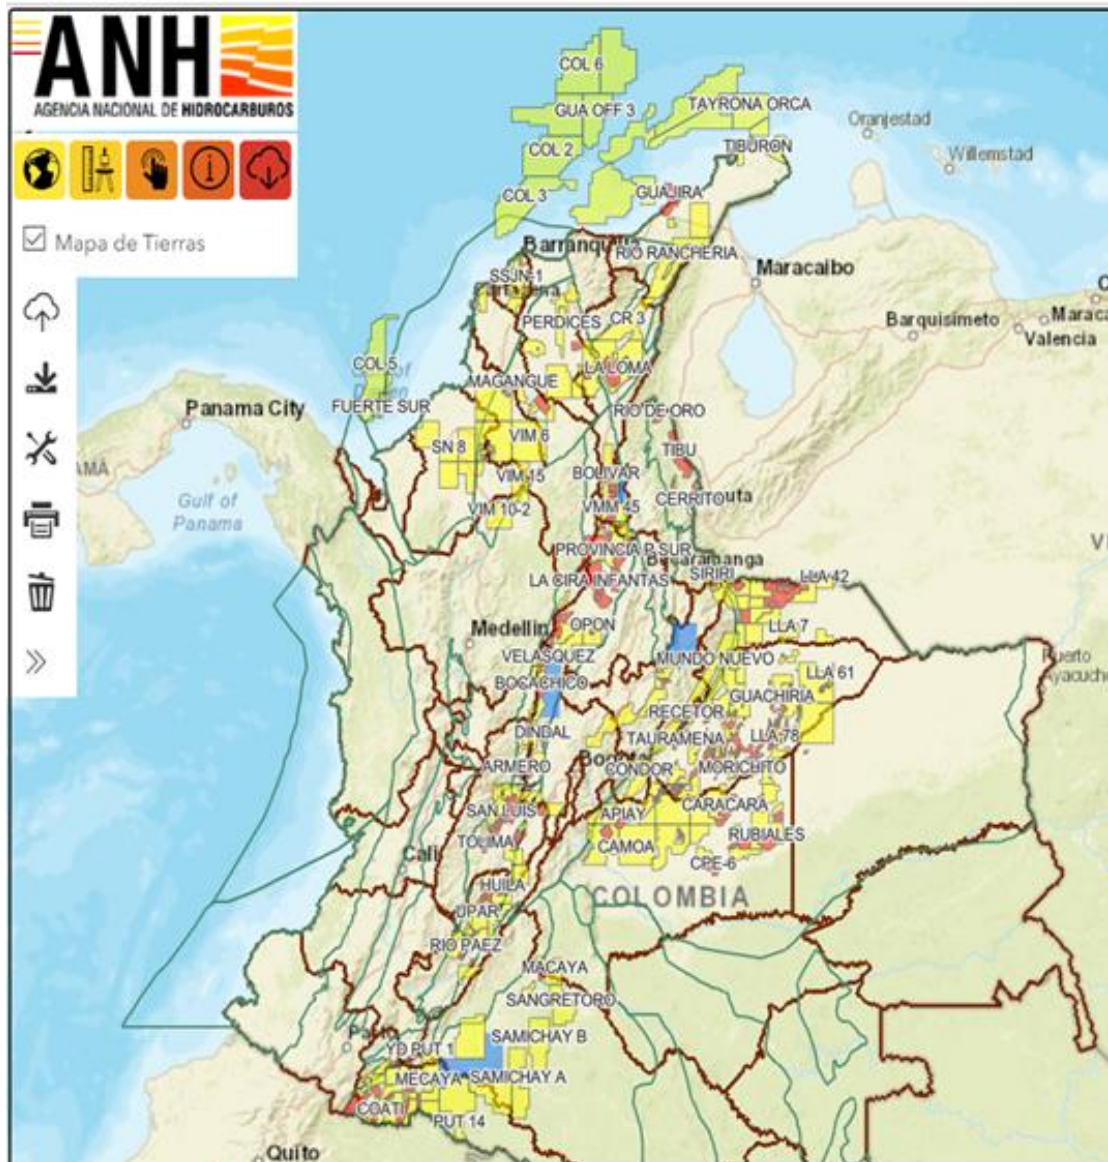 ANH
AGENCIA NACIONAL DE HIDROCARBUROS
Mapa de Tierras
COL 6
GUA OFF 3
TAYRONA ORCA
Oranjestad
COL 2
TIBURON
Willemstad
COL 3
GUAJIRA
RIO RANCHERIA
Maracaibo
SSJN-1
PERDICES
CR 3
Barquisimeto
Valencia
COL 5
LA LOMA
MAGANGUE
Panama City
FUERTE SUR
RIO DE ORO
SN 8
VIM 6
TIBU
VIM 15
BOLIVAR
CERRITO
Gulf of
Panama
VIM 10-2
VMM 45
PROVINCIA P SUR
LA CIRA INFANTAS
SIRIRI
LLA 42
OPON
LLA 7
Medellin
VELASQUEZ
MUNDO NUEVO
LLA 61
BOCACHICO
GUACHIRIA
RECETOR
DINDAL
TAURAMENA
LLA 78
ARMERO
CONDOR
MORICHITO
SAN LUIS
APIAY
CARACARA
TOLIMA
CAMOA
RUBIALES
Cali
CPE-6
HUILA
COLOMBIA
UPAR
RIO PAEZ
MACAYA
SANGRETORO
SAMICHAY B
YD PUT 1
MECAYA
SAMICHAY A
COATI
PUT 14
Quito